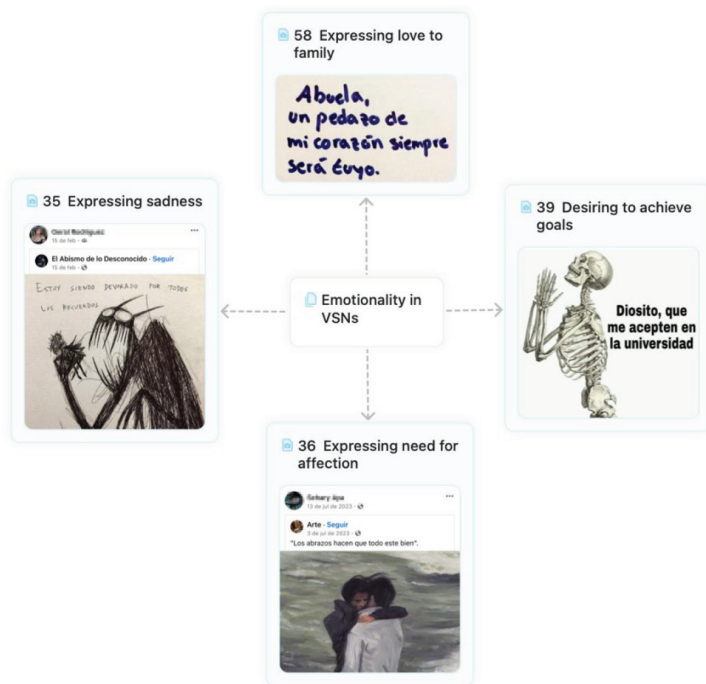 58 Expressing love to
family
Abuela,
un pedazo de
mi corazón siempre
será tuyo.
35 Expressing sadness
15 de feb
El Abismo de lo Desconocido · Seguir
15 de feb
ESTOY SIENDO DEVORADO POR TODOS
LOS RECUERDOS
39 Desiring to achieve
goals
Diosito, que
me acepten en
la universidad
Emotionality in
VSNs
36 Expressing need for
affection
13 de jul de 2023
Arte · Seguir
3 de jul de 2023
"Los abrazos hacen que todo este bien".